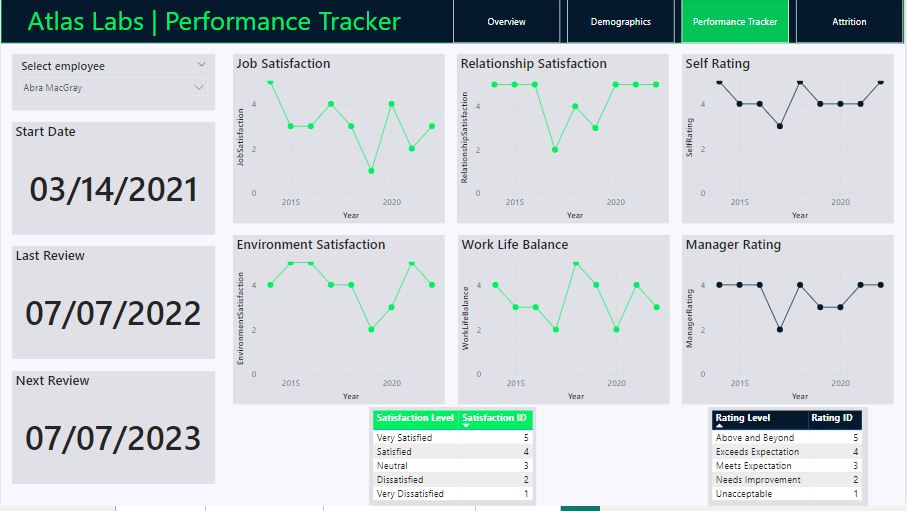 Atlas Labs | Performance Tracker
Overview
Demographics
Performance Tracker
Attrition
Select employee
Abra MacGray
Start Date
03/14/2021
Last Review
07/07/2022
Next Review
07/07/2023
Job Satisfaction
JobSatisfaction
4
2
0
2015
2020
Year
Relationship Satisfaction
RelationshipSatisfaction
4
2
0
2015
2020
Year
Self Rating
SelfRating
4
2
0
2015
2020
Year
Environment Satisfaction
EnvironmentSatisfaction
4
2
0
2015
2020
Year
Work Life Balance
WorkLifeBalance
4
2
0
2015
2020
Year
Manager Rating
ManagerRating
4
2
0
2015
2020
Year
Satisfaction Level Satisfaction ID
Very Satisfied 5
Satisfied 4
Neutral 3
Dissatisfied 2
Very Dissatisfied 1
Rating Level Rating ID
Above and Beyond 5
Exceeds Expectation 4
Meets Expectation 3
Needs Improvement 2
Unacceptable 1